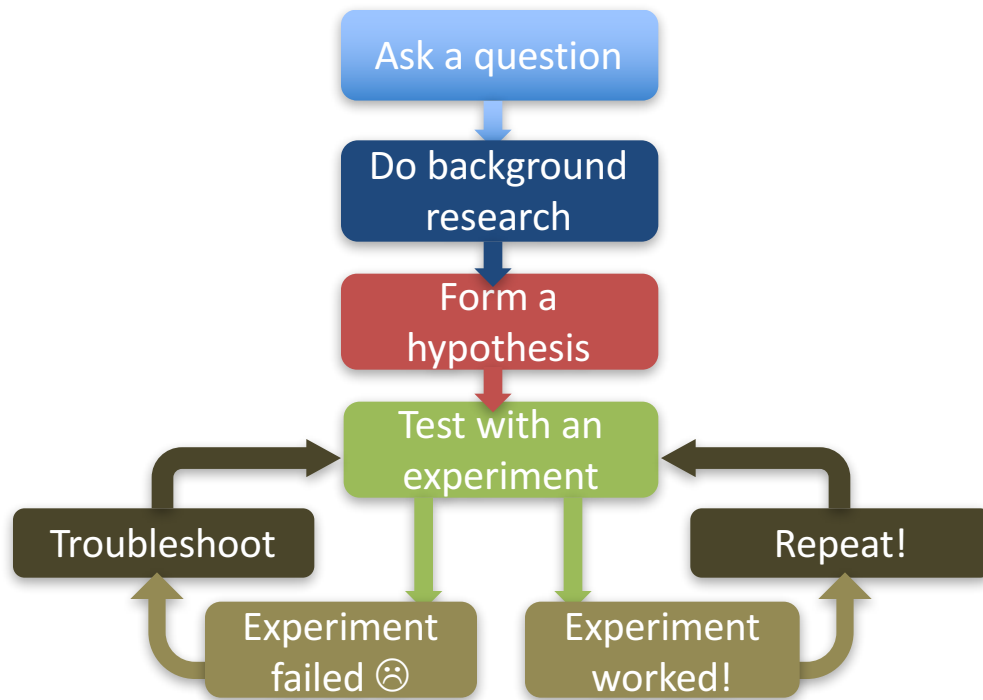 Ask a question
Do background
research
Form a
hypothesis
Test with an
experiment
Troubleshoot
Repeat!
Experiment
failed ☹
Experiment
worked!